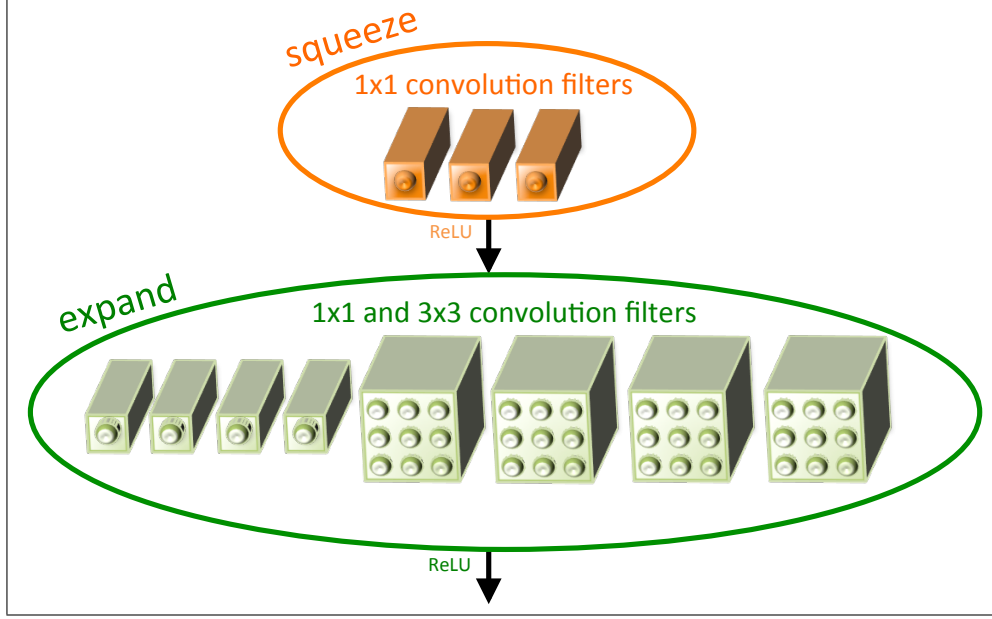 squeeze
1x1 convolution filters
ReLU
expand
1x1 and 3x3 convolution filters
ReLU